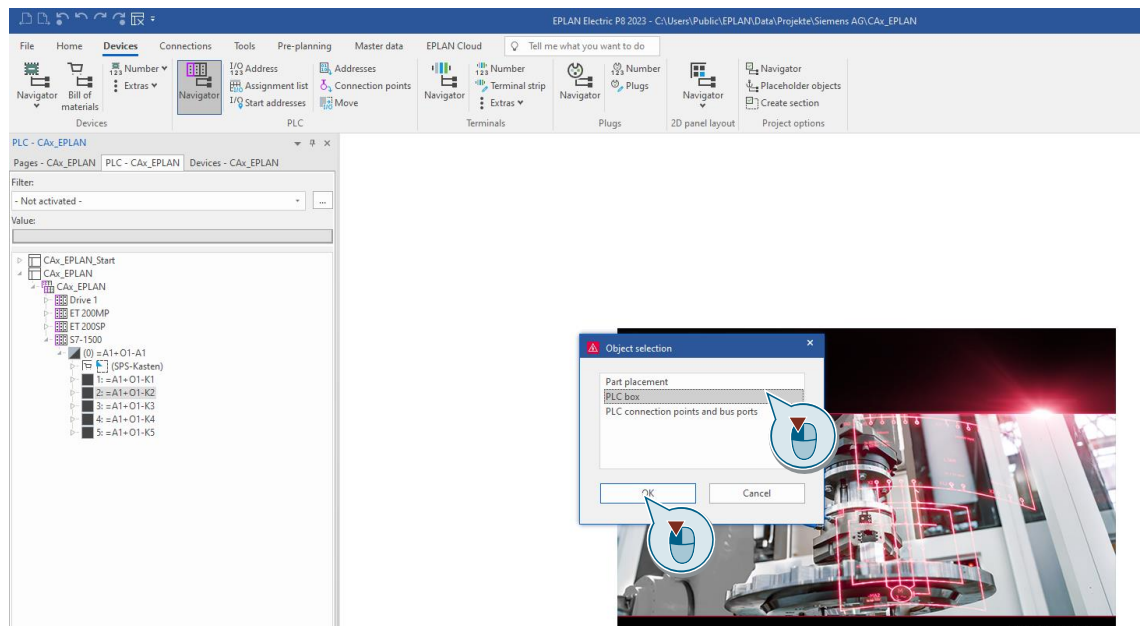 EPLAN Electric P8 2023 - C:\Users\Public\EPLAN\Data\Projekte\Siemens AG\CAx_EPLAN
File Home Devices Connections Tools Pre-planning Master data EPLAN Cloud Tell me what you want to do
Navigator
Bill of
materials
123 Number
Extras
Devices
Navigator
I/O
123 Address
Assignment list
I/O Start addresses
Addresses
Connection points
Move
PLC
Navigator
123 Number
Terminal strip
Extras
Terminals
Navigator
123 Number
Plugs
Plugs
Navigator
2D panel layout
Navigator
Placeholder objects
Create section
Project options
PLC - CAx_EPLAN
Pages - CAx_EPLAN PLC - CAx_EPLAN Devices - CAx_EPLAN
Filter:
- Not activated -
...
Value:
CAx_EPLAN_Start
CAx_EPLAN
CAx_EPLAN
Drive 1
ET 200MP
ET 200SP
S7-1500
(0) =A1+O1-A1
(SPS-Kasten)
1: =A1+O1-K1
2: =A1+O1-K2
3: =A1+O1-K3
4: =A1+O1-K4
5: =A1+O1-K5
Object selection
Part placement
PLC box
PLC connection points and bus ports
OK
Cancel